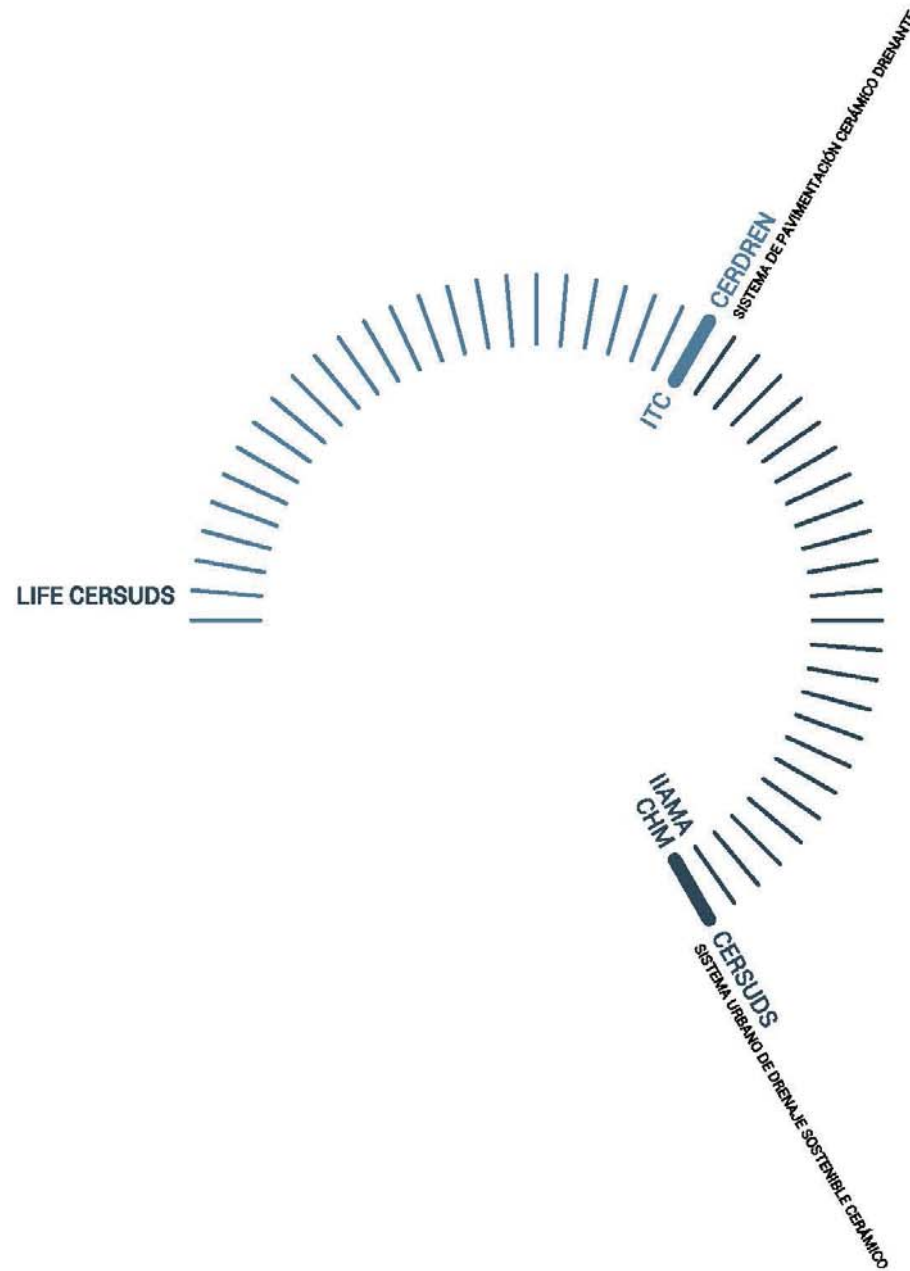 LIFE CERSUDS
ITC
CERDREN
SISTEMA DE PAVIMENTACIÓN CERÁMICO DRENANTE
IIAMA
CHM
CERSUDS
SISTEMA URBANO DE DRENAJE SOSTENIBLE CERÁMICO